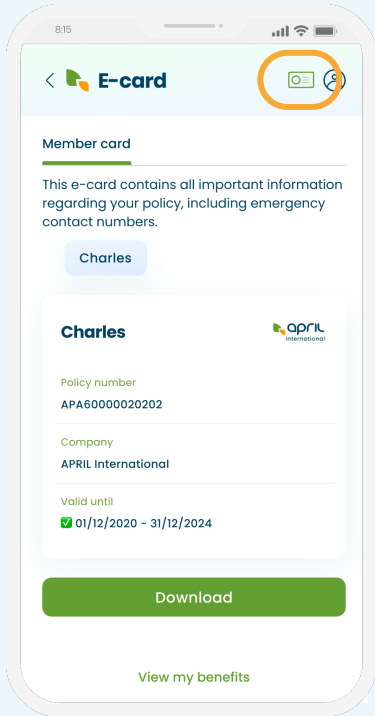 8:15
E-card
Member card
This e-card contains all important information
regarding your policy, including emergency
contact numbers.
Charles
Charles
april
international
Policy number
APA60000020202
Company
APRIL International
Valid until
✅ 01/12/2020 - 31/12/2024
Download
View my benefits